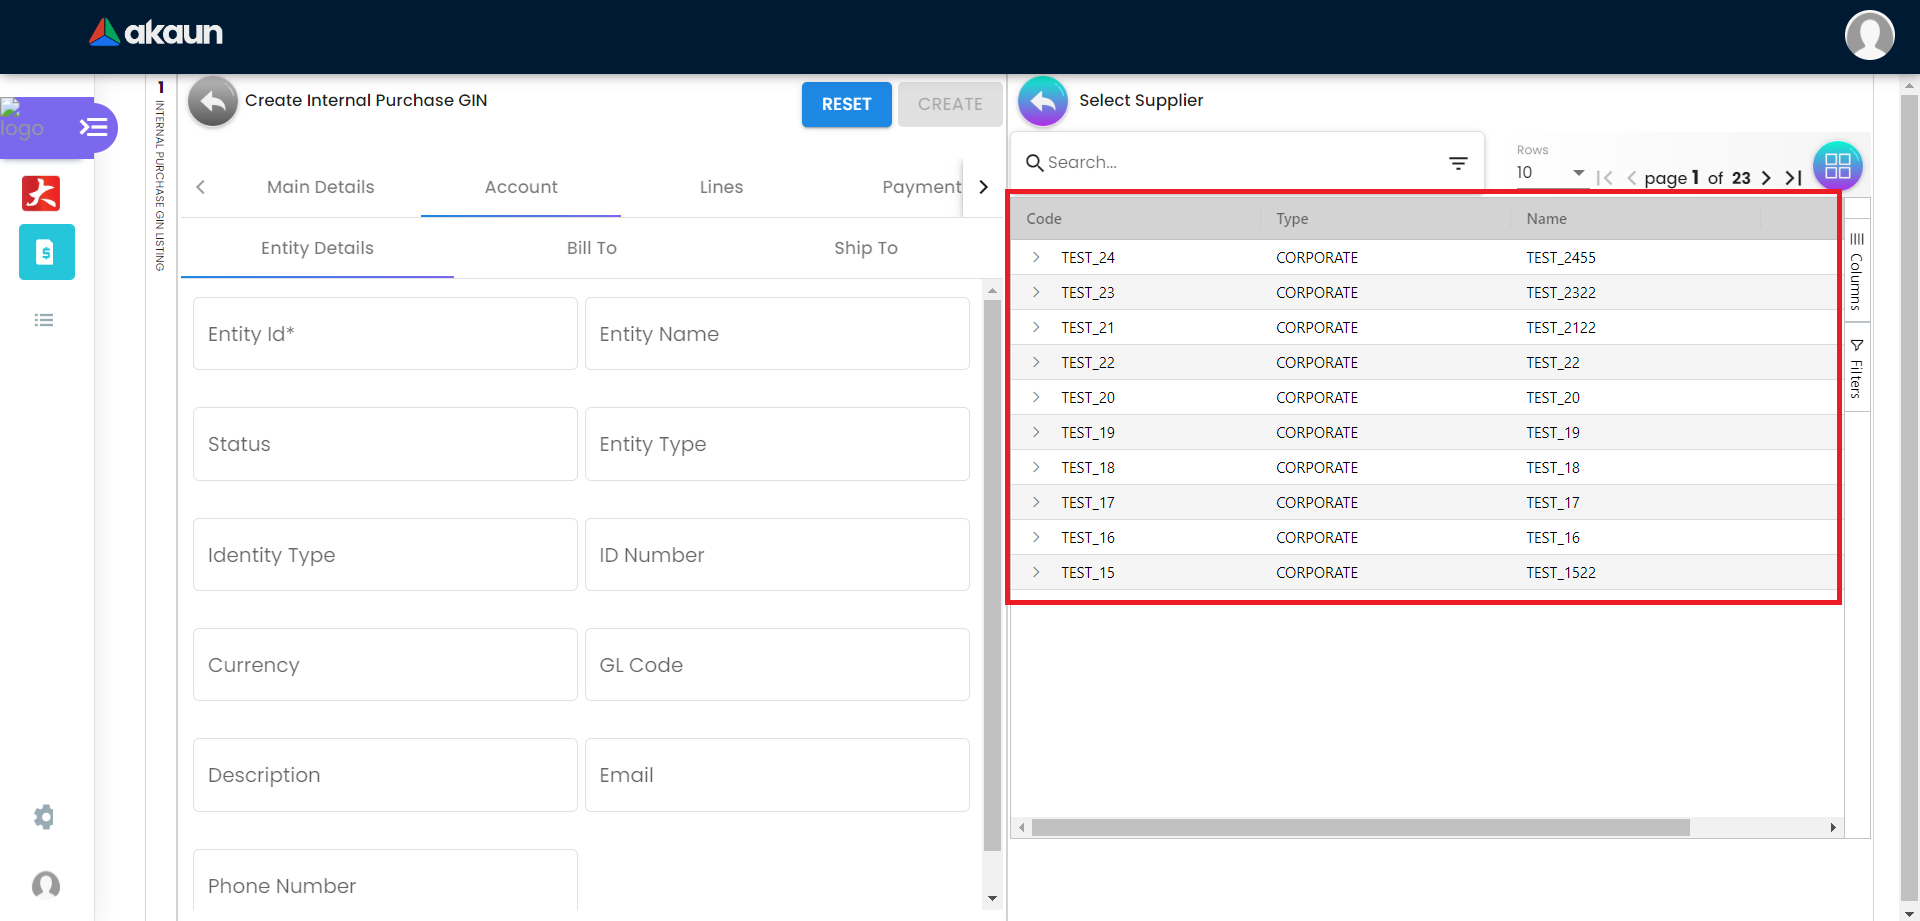 akaun
logo
1
INTERNAL PURCHASE GIN LISTING
Create Internal Purchase GIN
RESET
CREATE
Main Details
Account
Lines
Payment
Entity Details
Bill To
Ship To
Entity Id*
Entity Name
Status
Entity Type
Identity Type
ID Number
Currency
GL Code
Description
Email
Phone Number
Select Supplier
Search...
Rows
10
page 1 of 23
Code Type Name
TEST_24 CORPORATE TEST_2455
TEST_23 CORPORATE TEST_2322
TEST_21 CORPORATE TEST_2122
TEST_22 CORPORATE TEST_22
TEST_20 CORPORATE TEST_20
TEST_19 CORPORATE TEST_19
TEST_18 CORPORATE TEST_18
TEST_17 CORPORATE TEST_17
TEST_16 CORPORATE TEST_16
TEST_15 CORPORATE TEST_1522
Columns
Filters